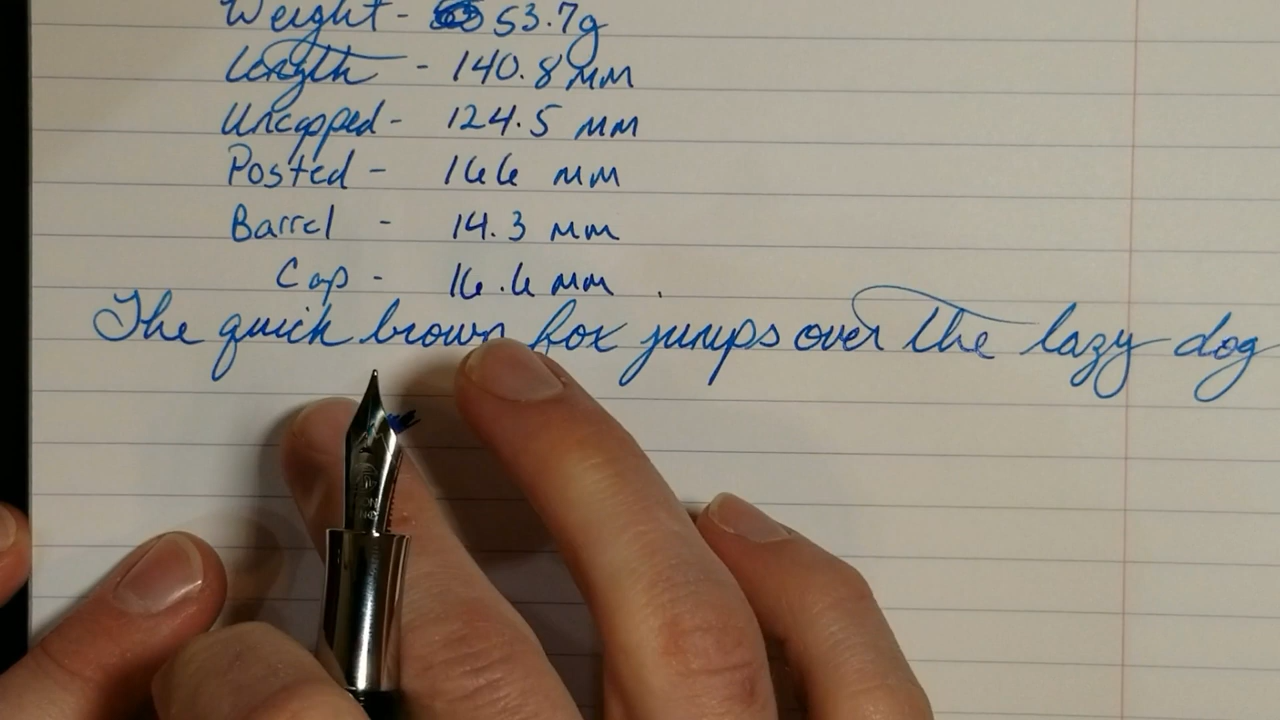 Weight - 53.7g
Length - 140.8 mm
Uncapped - 124.5 mm
Posted - 166 mm
Barrel - 14.3 mm
Cap - 16.6 mm .
The quick brown fox jumps over the lazy dog